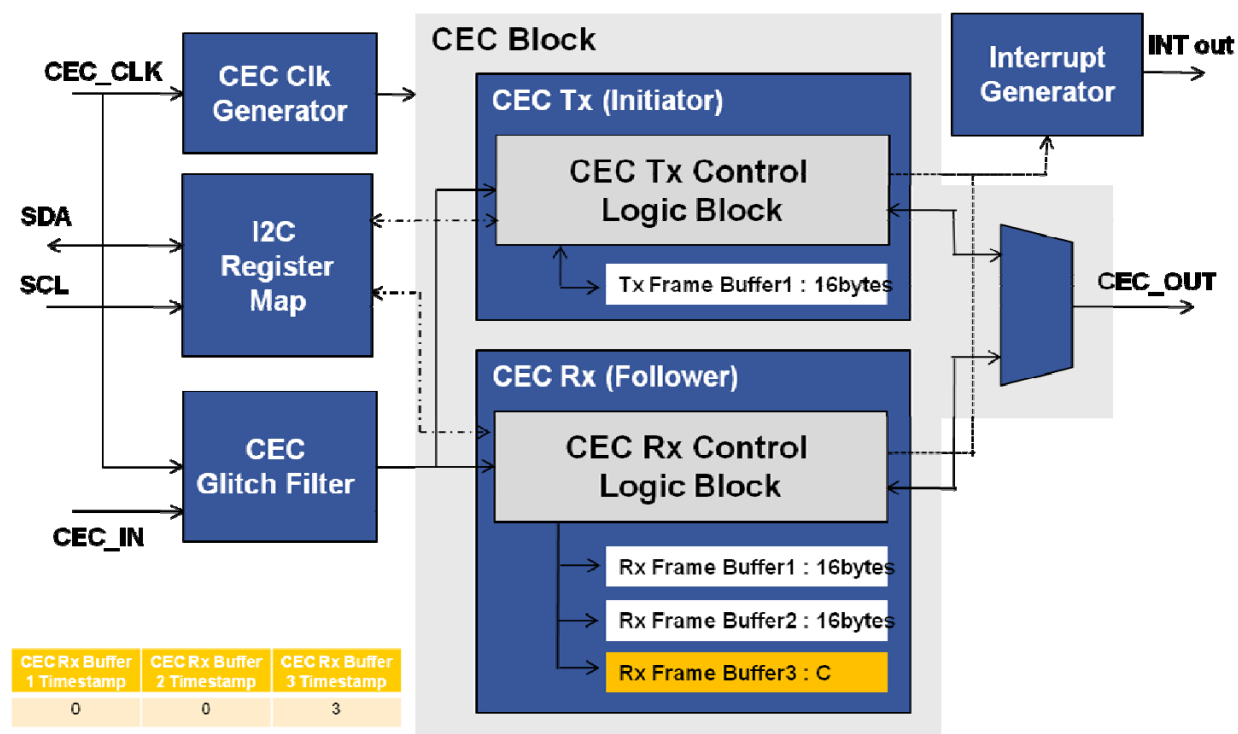 CEC Block
CEC_CLK
CEC Clk
Generator
CEC Tx (Initiator)
Interrupt
Generator
INT out
CEC Tx Control
Logic Block
SDA
SCL
I2C
Register
Map
Tx Frame Buffer1 : 16bytes
CEC_OUT
CEC Rx (Follower)
CEC
Glitch Filter
CEC_IN
CEC Rx Control
Logic Block
Rx Frame Buffer1 : 16bytes
Rx Frame Buffer2 : 16bytes
Rx Frame Buffer3 : C
CEC Rx Buffer
1 Timestamp
CEC Rx Buffer
2 Timestamp
CEC Rx Buffer
3 Timestamp
0
0
3